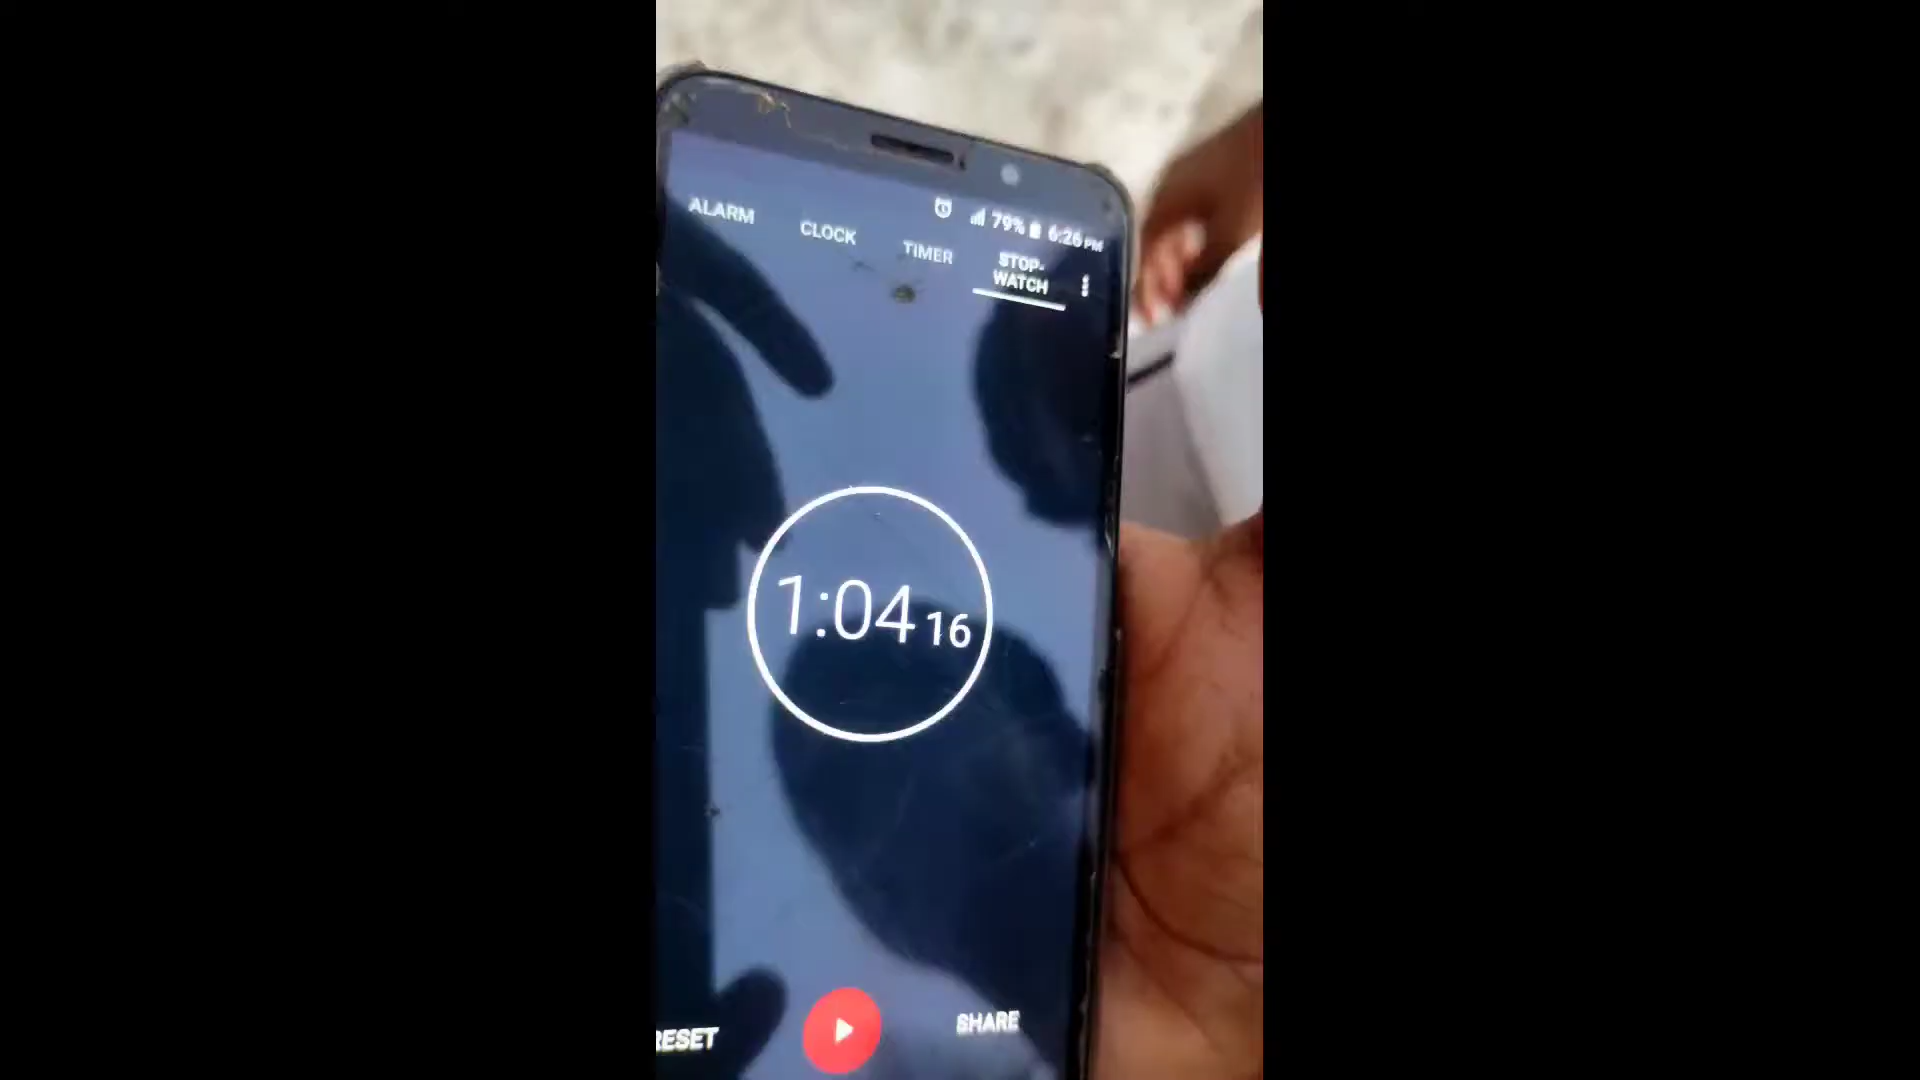 79% 6:26 PM
ALARM CLOCK TIMER STOP-
WATCH
1:04 16
RESET SHARE